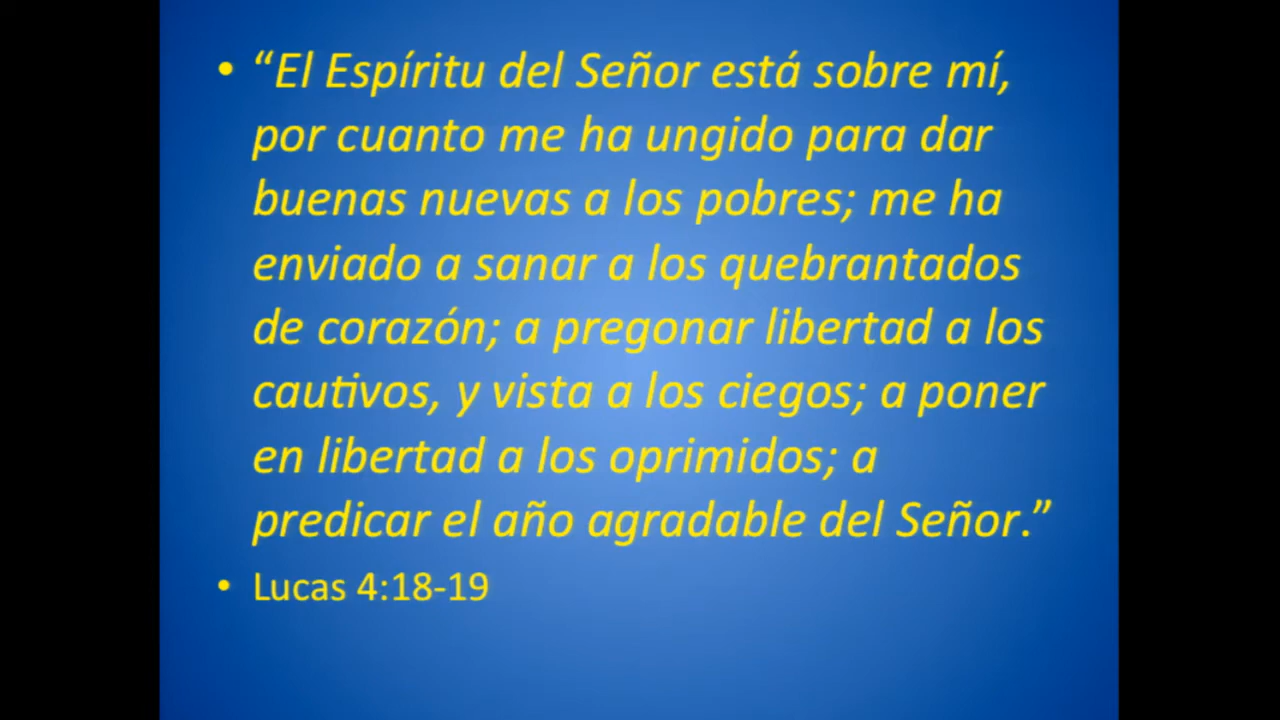 • “El Espíritu del Señor está sobre mí,
por cuanto me ha ungido para dar
buenas nuevas a los pobres; me ha
enviado a sanar a los quebrantados
de corazón; a pregonar libertad a los
cautivos, y vista a los ciegos; a poner
en libertad a los oprimidos; a
predicar el año agradable del Señor.”
• Lucas 4:18-19